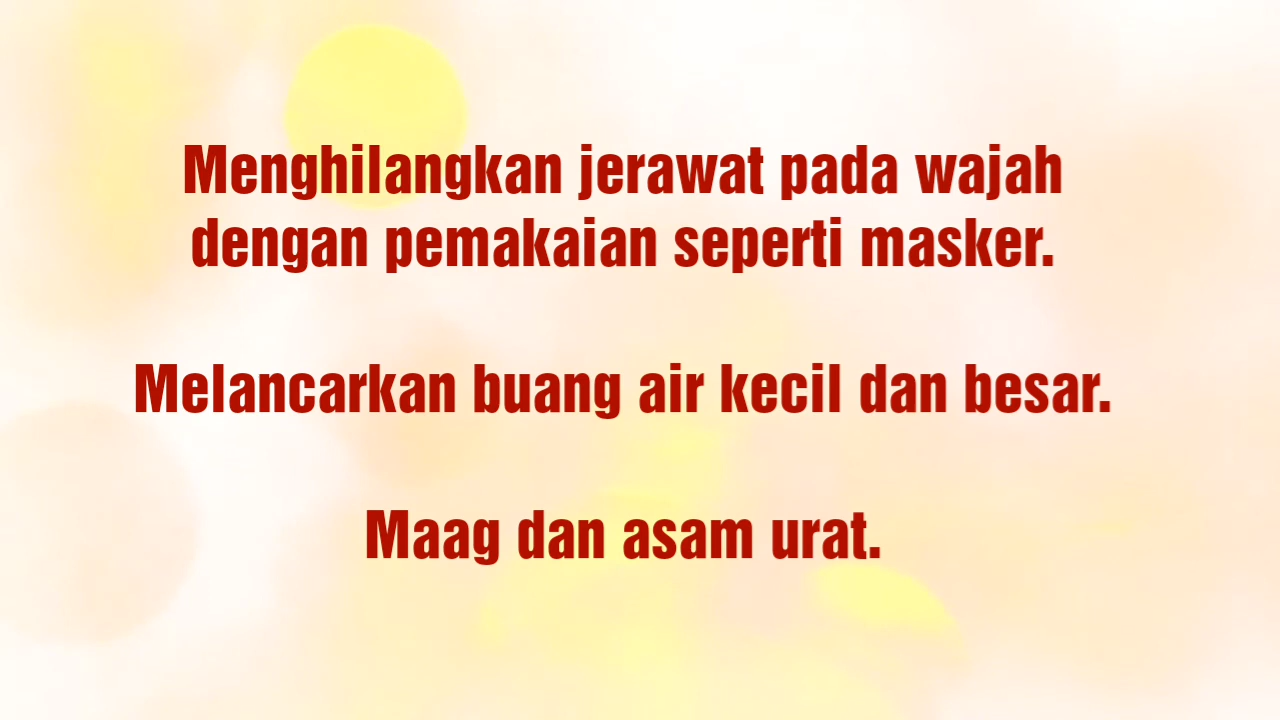 Menghilangkan jerawat pada wajah
dengan pemakaian seperti masker.
Melancarkan buang air kecil dan besar.
Maag dan asam urat.